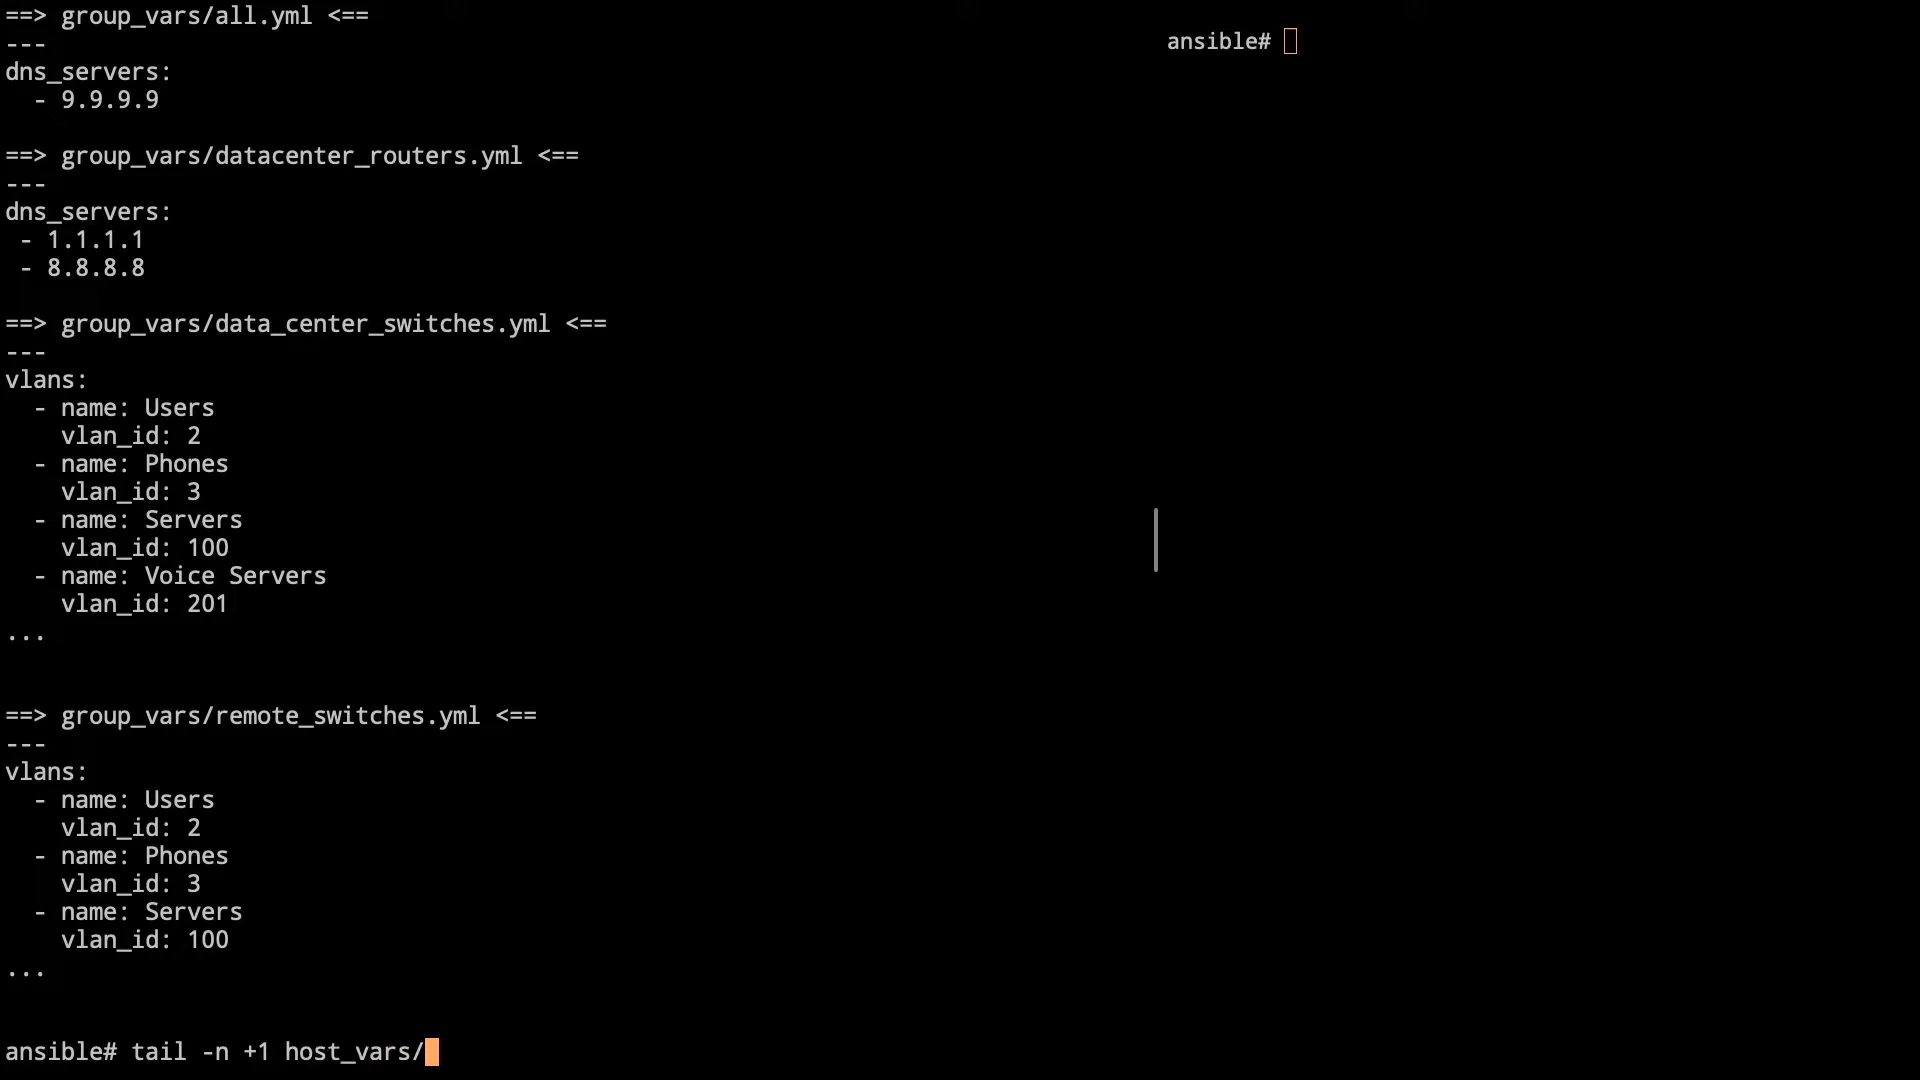 ==> group_vars/all.yml <==
---
dns_servers:
  - 9.9.9.9

==> group_vars/datacenter_routers.yml <==
---
dns_servers:
 - 1.1.1.1
 - 8.8.8.8

==> group_vars/data_center_switches.yml <==
---
vlans:
  - name: Users
    vlan_id: 2
  - name: Phones
    vlan_id: 3
  - name: Servers
    vlan_id: 100
  - name: Voice Servers
    vlan_id: 201
...

==> group_vars/remote_switches.yml <==
---
vlans:
  - name: Users
    vlan_id: 2
  - name: Phones
    vlan_id: 3
  - name: Servers
    vlan_id: 100
...

ansible# tail -n +1 host_vars/
ansible#